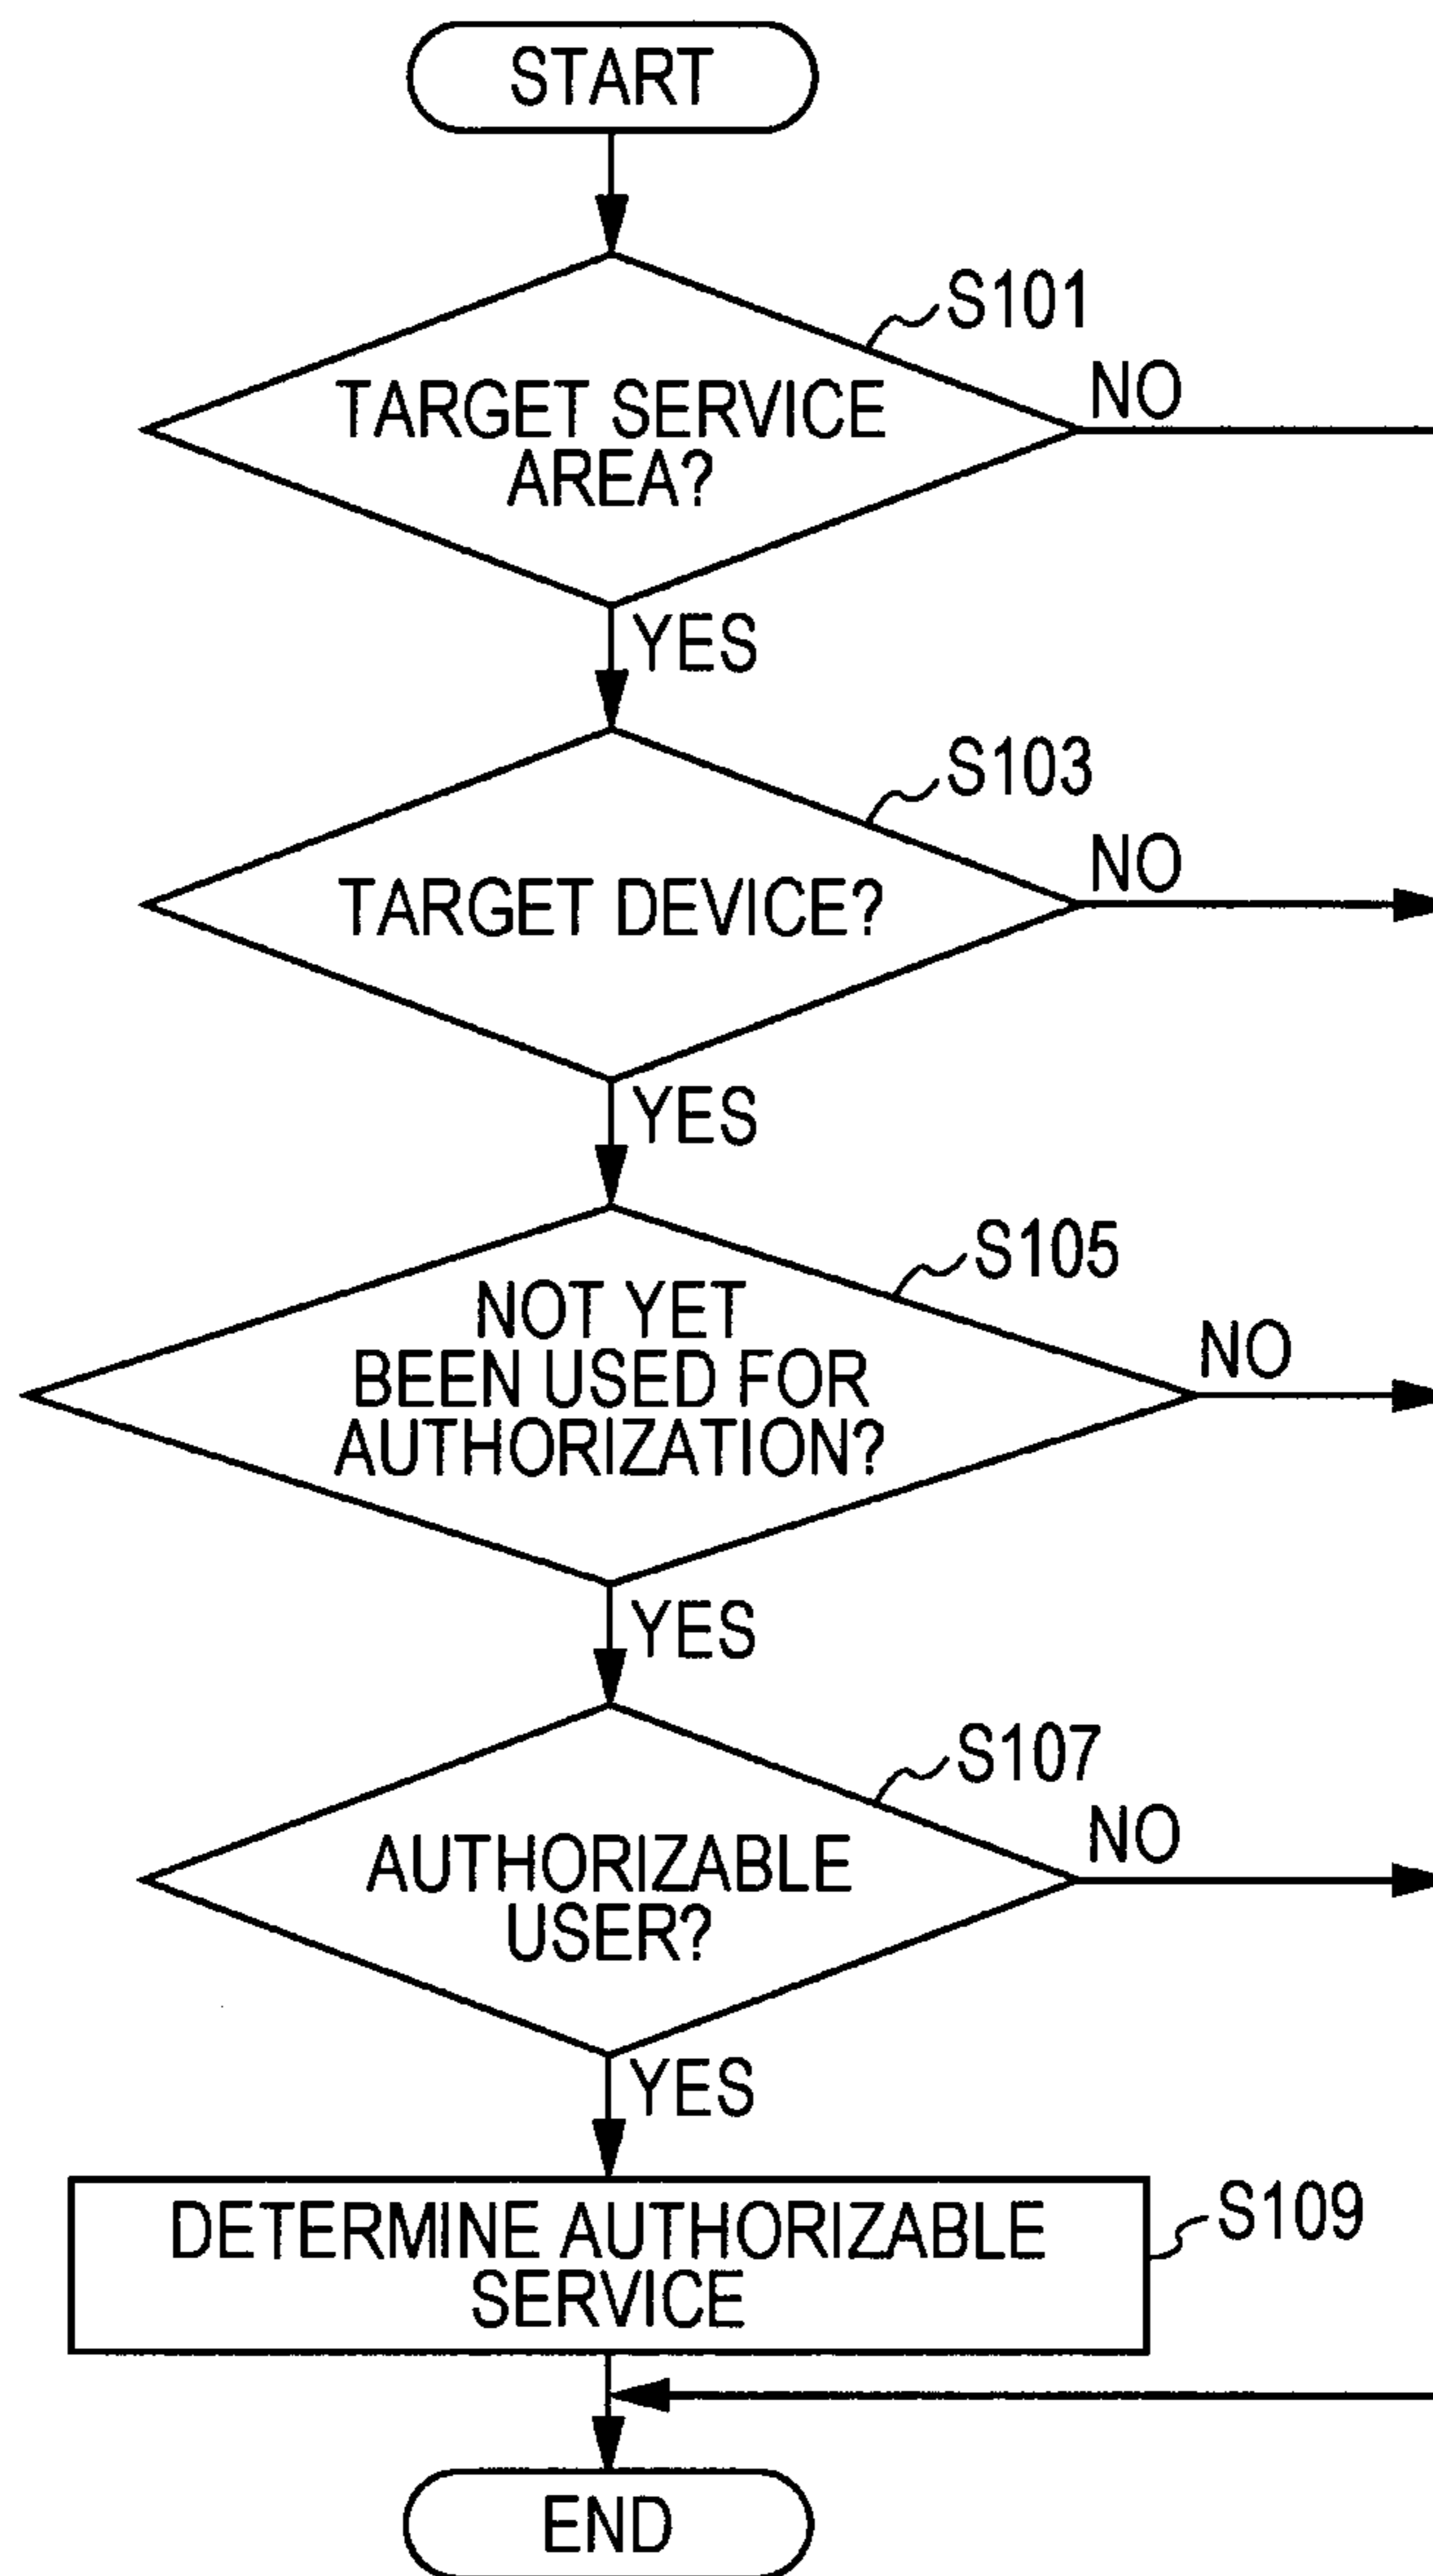 START
S101
NO
TARGET SERVICE
AREA?
YES
S103
NO
TARGET DEVICE?
YES
S105
NOT YET
NO
BEEN USED FOR
AUTHORIZATION?
YES
S107
NO
AUTHORIZABLE
USER?
YES
S109
DETERMINE AUTHORIZABLE
SERVICE
END